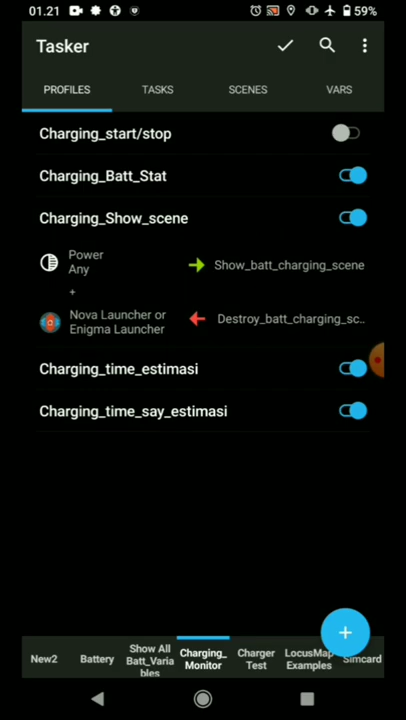 01.21
59%
Tasker
PROFILES TASKS SCENES VARS
Charging_start/stop
Charging_Batt_Stat
Charging_Show_scene
Power
Any
Show_batt_charging_scene
+
Nova Launcher or
Enigma Launcher
Destroy_batt_charging_sc..
Charging_time_estimasi
Charging_time_say_estimasi
+
New2
Battery
Show All
Batt_Varia
bles
Charging_
Monitor
Charger
Test
LocusMap
Examples
Simcard